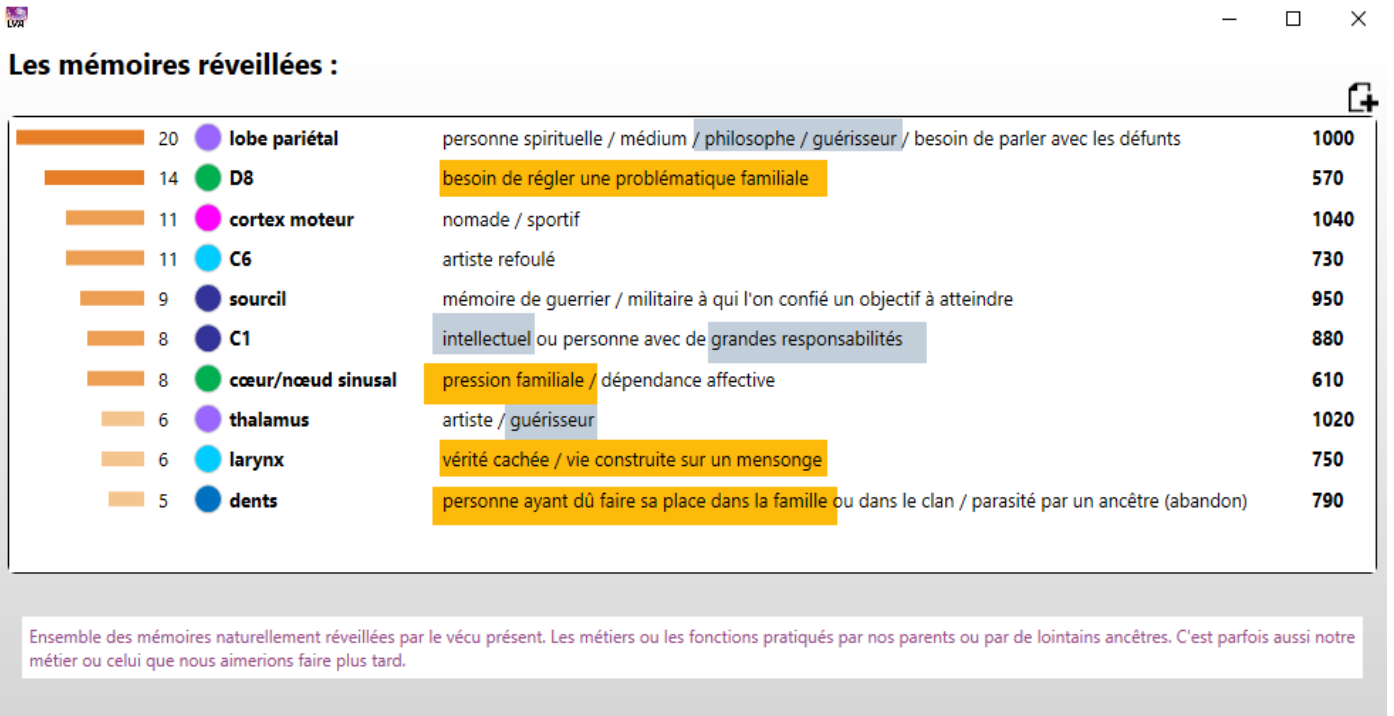 LVA
Les mémoires réveillées :
20 lobe pariétal personne spirituelle / médium / philosophe / guérisseur / besoin de parler avec les défunts 1000
14 D8 besoin de régler une problématique familiale 570
11 cortex moteur nomade / sportif 1040
11 C6 artiste refoulé 730
9 sourcil mémoire de guerrier / militaire à qui l'on confié un objectif à atteindre 950
8 C1 intellectuel ou personne avec de grandes responsabilités 880
8 cœur/nœud sinusal pression familiale / dépendance affective 610
6 thalamus artiste / guérisseur 1020
6 larynx vérité cachée / vie construite sur un mensonge 750
5 dents personne ayant dû faire sa place dans la famille ou dans le clan / parasité par un ancêtre (abandon) 790
Ensemble des mémoires naturellement réveillées par le vécu présent. Les métiers ou les fonctions pratiqués par nos parents ou par de lointains ancêtres. C'est parfois aussi notre
métier ou celui que nous aimerions faire plus tard.